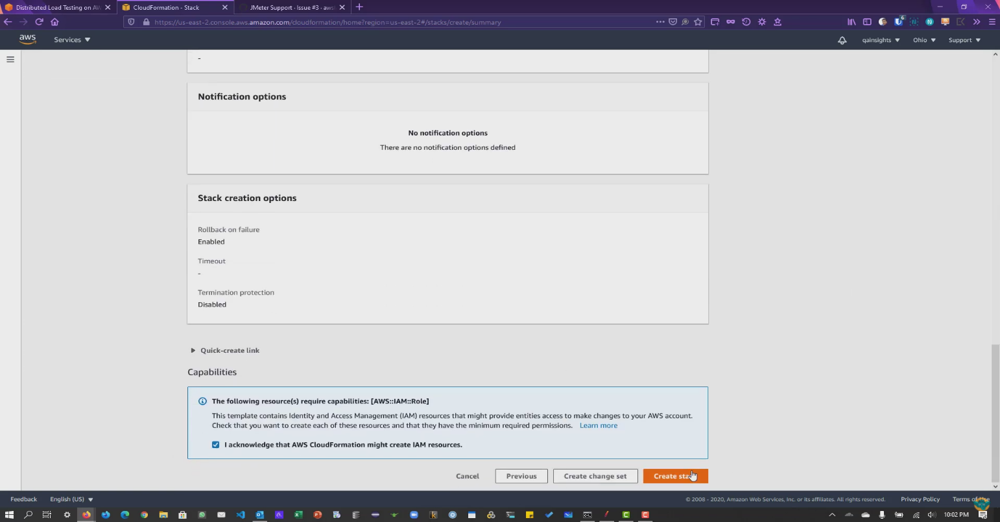 Distributed Load Testing on AW
CloudFormation - Stack
JMeter Support · Issue #3 · awsl
https://us-east-2.console.aws.amazon.com/cloudformation/home?region=us-east-2#/stacks/create/summary
6
aws
Services
qainsights
Ohio
Support
-
Notification options
No notification options
There are no notification options defined
Stack creation options
Rollback on failure
Enabled
Timeout
-
Termination protection
Disabled
Quick-create link
Capabilities
The following resource(s) require capabilities: [AWS::IAM::Role]
This template contains Identity and Access Management (IAM) resources that might provide entities access to make changes to your AWS account.
Check that you want to create each of these resources and that they have the minimum required permissions. Learn more
I acknowledge that AWS CloudFormation might create IAM resources.
Cancel
Previous
Create change set
Create stack
Feedback
English (US)
© 2008 - 2020, Amazon Web Services, Inc. or its affiliates. All rights reserved.
Privacy Policy
Terms of Use
10:02 PM